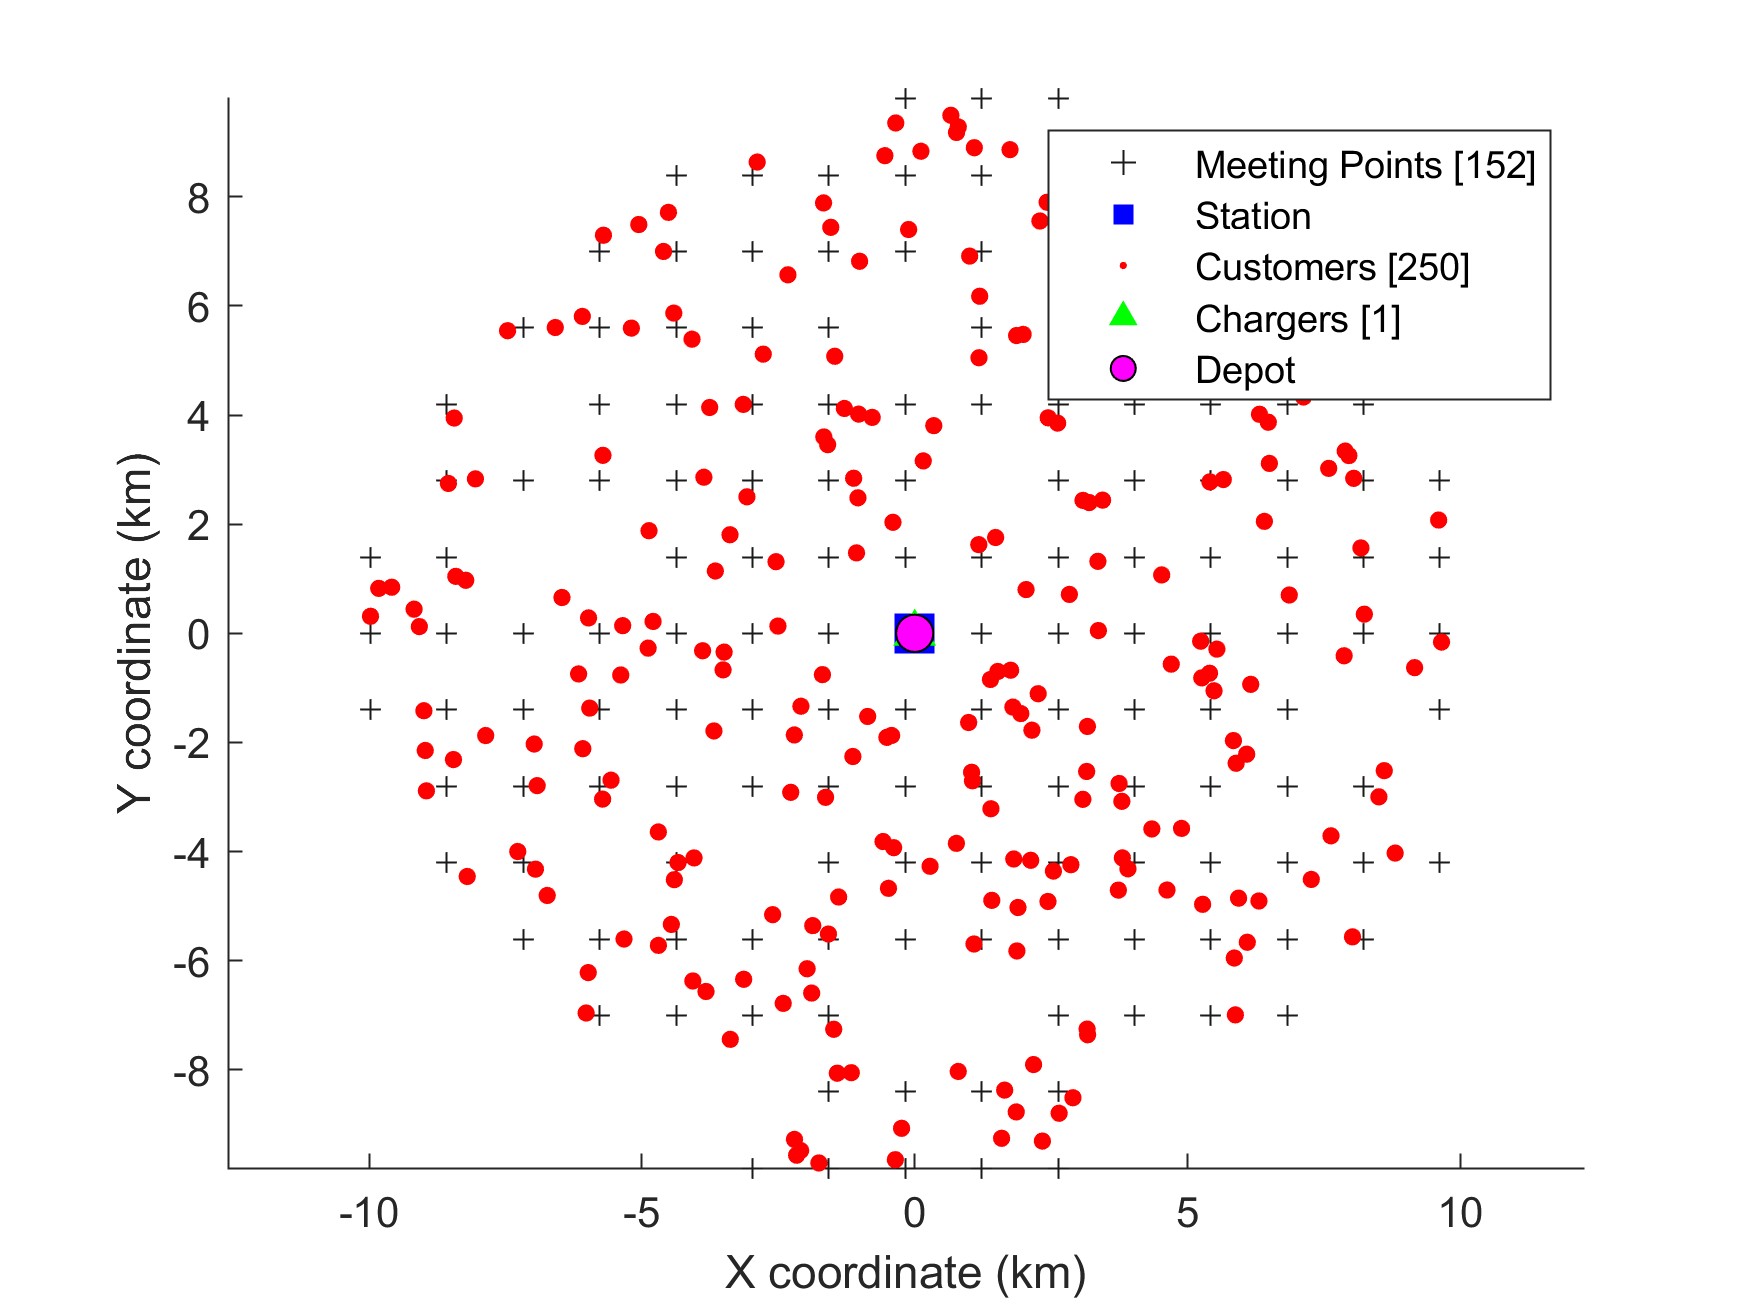 Meeting Points [152]
Station
Customers [250]
Chargers [1]
Depot
8
6
4
2
0
-2
-4
-6
-8
Y coordinate (km)
-10 -5 0 5 10
X coordinate (km)